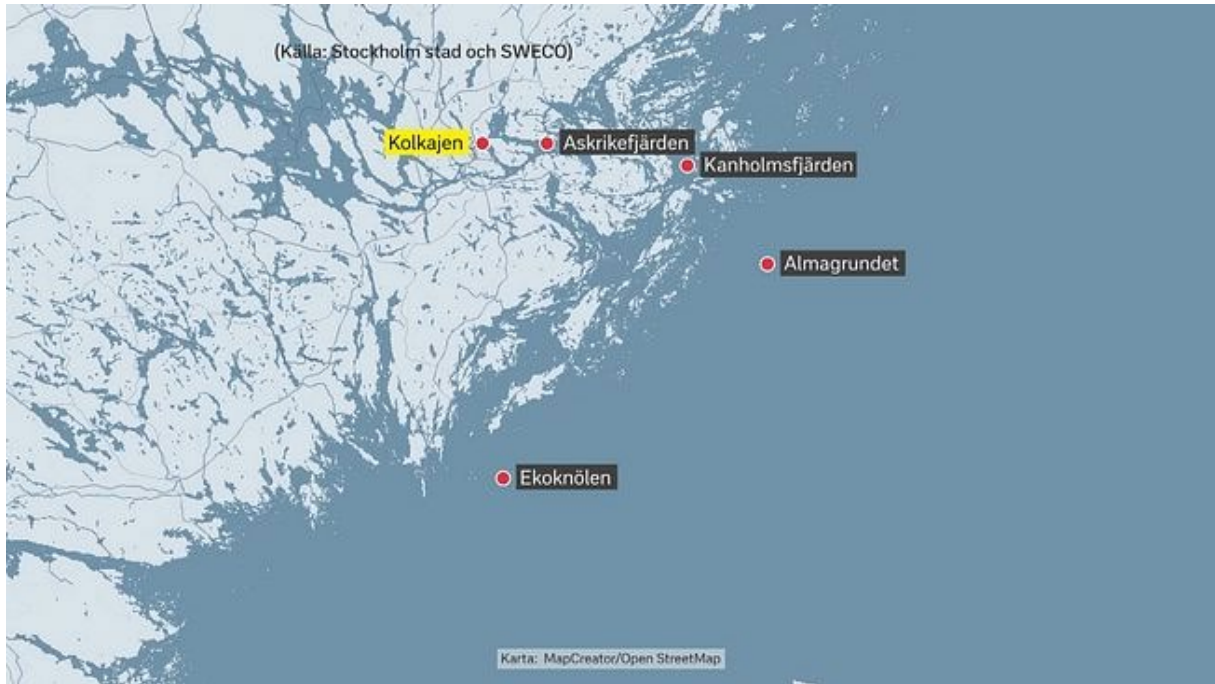 (Källa: Stockholm stad och SWECO)
Kolkajen
Askrikefjärden
Kanholmsfjärden
Almagrundet
Ekoknölen
Karta: MapCreator/Open StreetMap